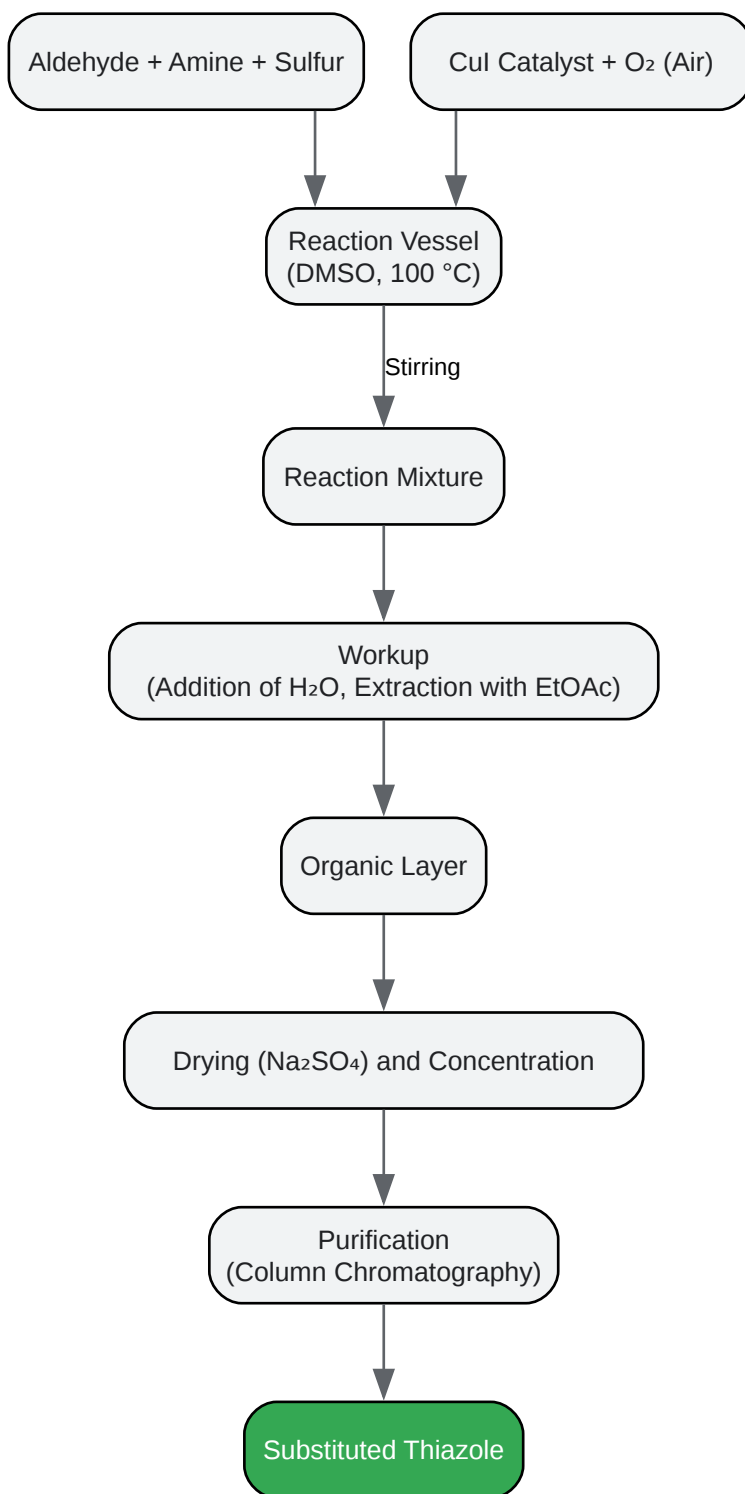 Aldehyde + Amine + Sulfur
CuI Catalyst + O₂ (Air)
Reaction Vessel
(DMSO, 100 °C)
Stirring
Reaction Mixture
Workup
(Addition of H₂O, Extraction with EtOAc)
Organic Layer
Drying (Na₂SO₄) and Concentration
Purification
(Column Chromatography)
Substituted Thiazole